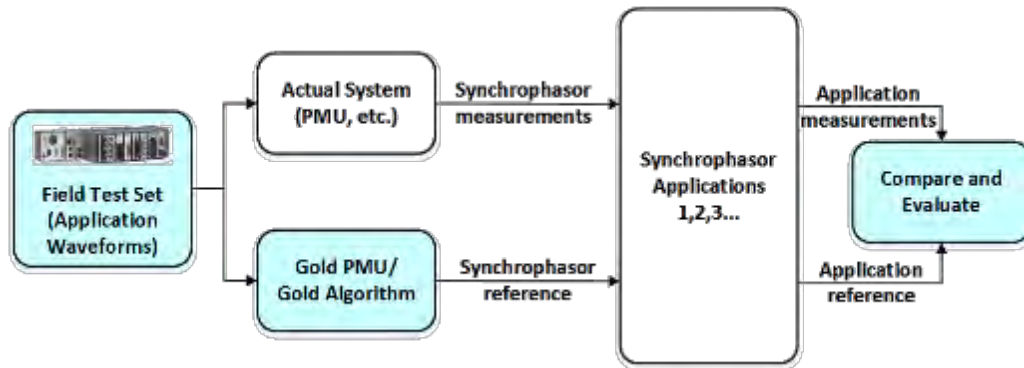 Field Test Set
(Application
Waveforms)
Actual System
(PMU, etc.)
Gold PMU/
Gold Algorithm
Synchrophasor
measurements
Synchrophasor
reference
Synchrophasor
Applications
1,2,3...
Application
measurements
Application
reference
Compare and
Evaluate